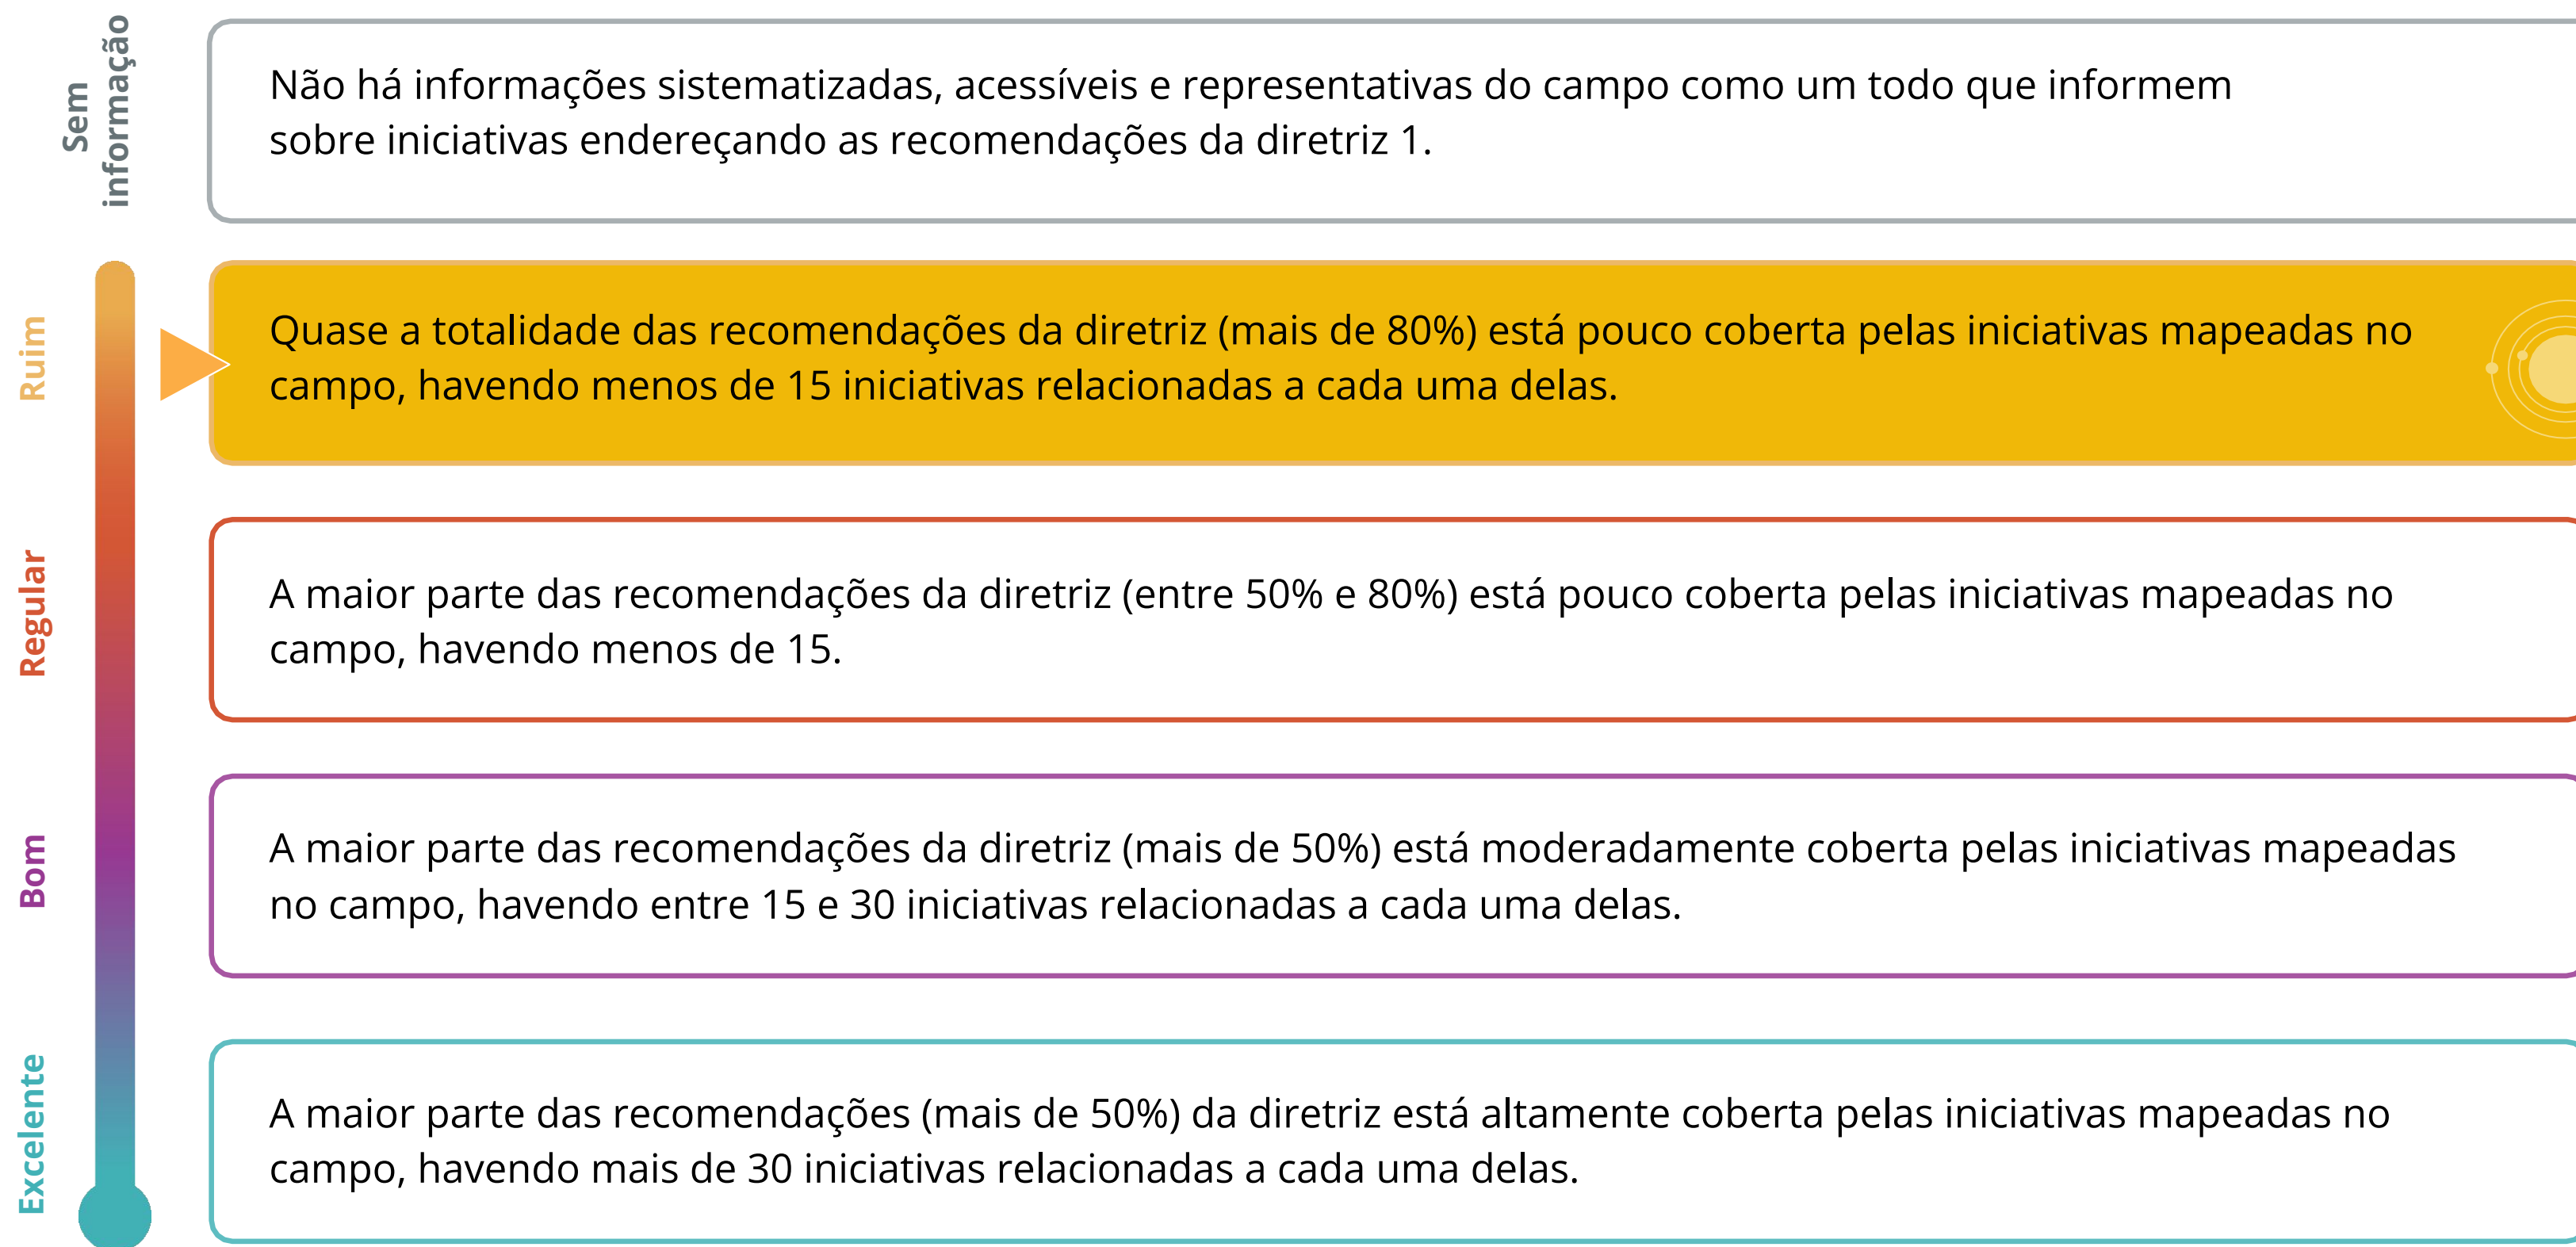 Sem
informação
Não há informações sistematizadas, acessíveis e representativas do campo como um todo que informem
sobre iniciativas endereçando as recomendações da diretriz 1.
Ruim
Quase a totalidade das recomendações da diretriz (mais de 80%) está pouco coberta pelas iniciativas mapeadas no
campo, havendo menos de 15 iniciativas relacionadas a cada uma delas.
Regular
A maior parte das recomendações da diretriz (entre 50% e 80%) está pouco coberta pelas iniciativas mapeadas no
campo, havendo menos de 15.
Bom
A maior parte das recomendações da diretriz (mais de 50%) está moderadamente coberta pelas iniciativas mapeadas
no campo, havendo entre 15 e 30 iniciativas relacionadas a cada uma delas.
Excelente
A maior parte das recomendações (mais de 50%) da diretriz está altamente coberta pelas iniciativas mapeadas no
campo, havendo mais de 30 iniciativas relacionadas a cada uma delas.